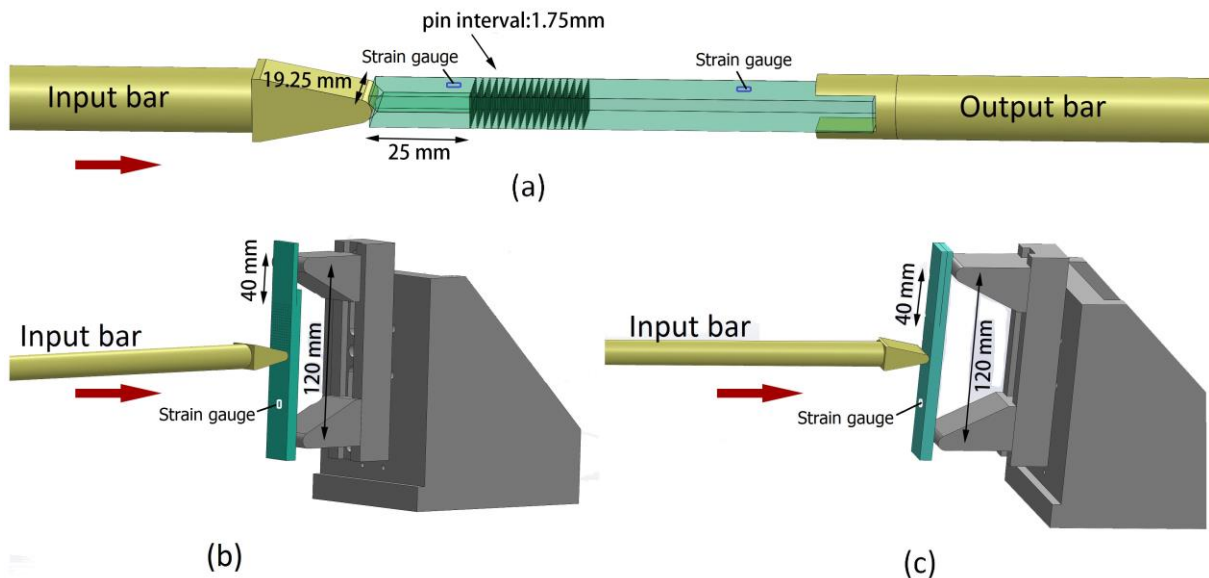 pin interval:1.75mm
Strain gauge
Strain gauge
19.25 mm
Input bar
Output bar
25 mm
(a)
40 mm
Input bar
120 mm
Strain gauge
(b)
40 mm
Input bar
120 mm
Strain gauge
(c)